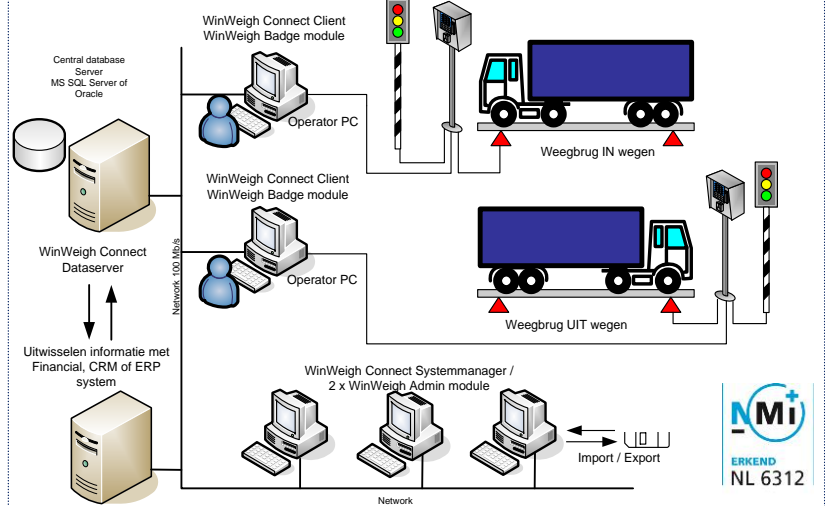 WinWeigh Connect Client
WinWeigh Badge module
Central database
Server
MS SQL Server of
Oracle
Operator PC
Weegbrug IN wegen
WinWeigh Connect Client
WinWeigh Badge module
WinWeigh Connect
Dataserver
Network 100 Mb/s
Operator PC
Weegbrug UIT wegen
Uitwisselen informatie met
Financial, CRM of ERP
system
WinWeigh Connect Systemmanager /
2 x WinWeigh Admin module
Import / Export
Network
NMi
ERKEND
NL 6312